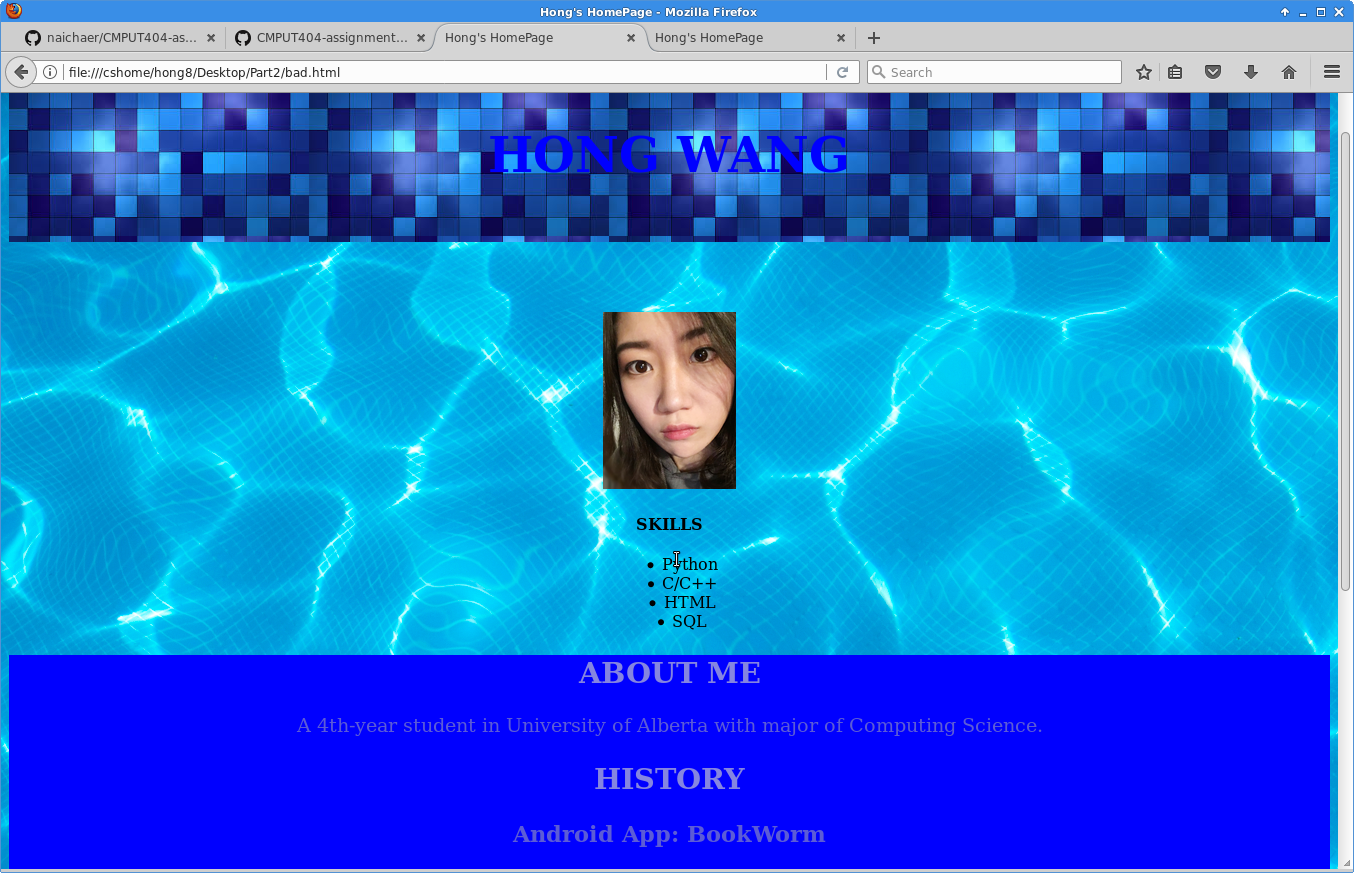 Hong's HomePage - Mozilla Firefox
naichaer/CMPUT404-as...
CMPUT404-assignment...
Hong's HomePage
Hong's HomePage
file:///cshome/hong8/Desktop/Part2/bad.html
Search
HONG WANG
SKILLS
• Python
• C/C++
• HTML
• SQL
ABOUT ME
A 4th-year student in University of Alberta with major of Computing Science.
HISTORY
Android App: BookWorm